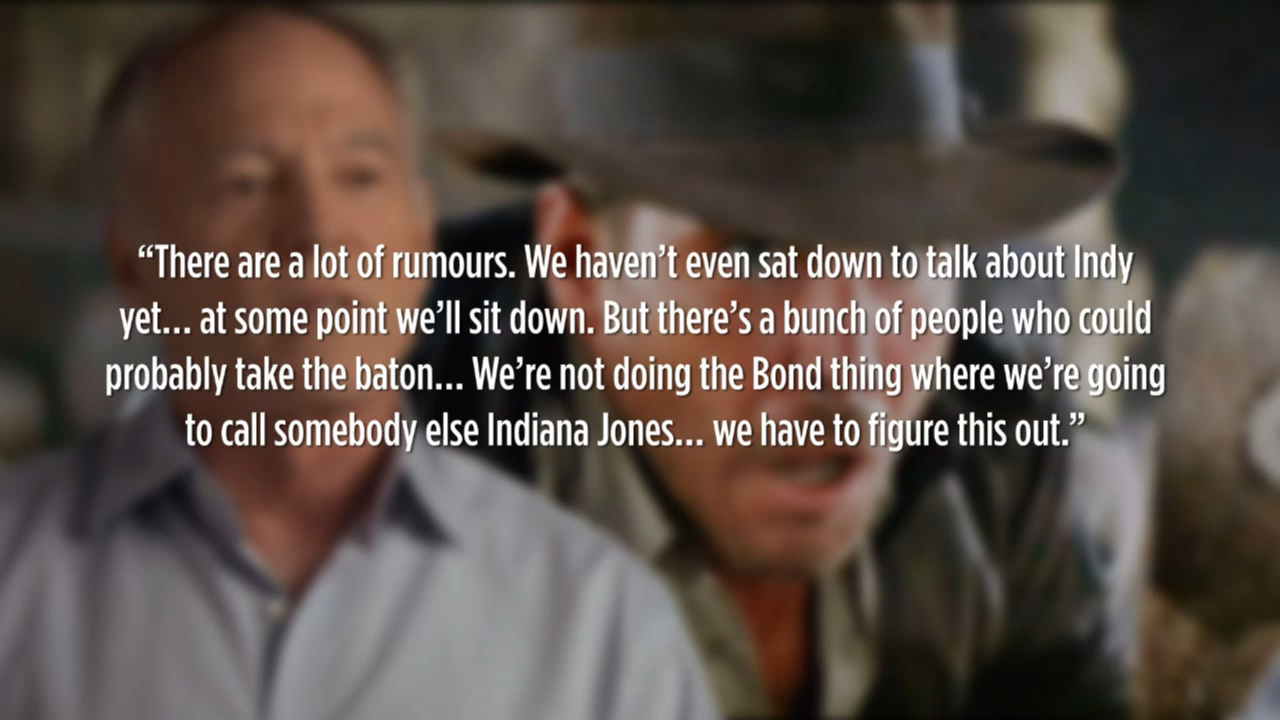 “There are a lot of rumours. We haven’t even sat down to talk about Indy
yet... at some point we’ll sit down. But there’s a bunch of people who could
probably take the baton... We’re not doing the Bond thing where we’re going
to call somebody else Indiana Jones... we have to figure this out.”